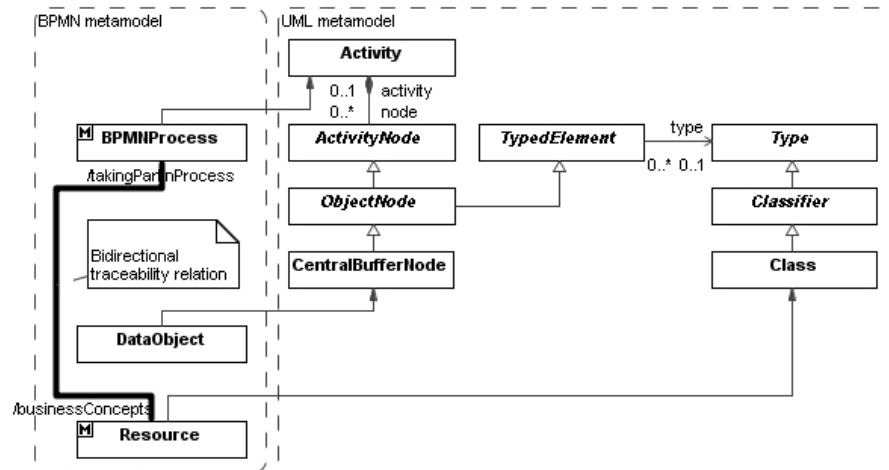 BPMN metamodel
UML metamodel
Activity
0..1 activity
0..* node
M BPMNProcess
ActivityNode
TypedElement
type
0..* 0..1
Type
/takingPartInProcess
ObjectNode
Classifier
Bidirectional
traceability relation
CentralBufferNode
Class
DataObject
/businessConcepts
M Resource